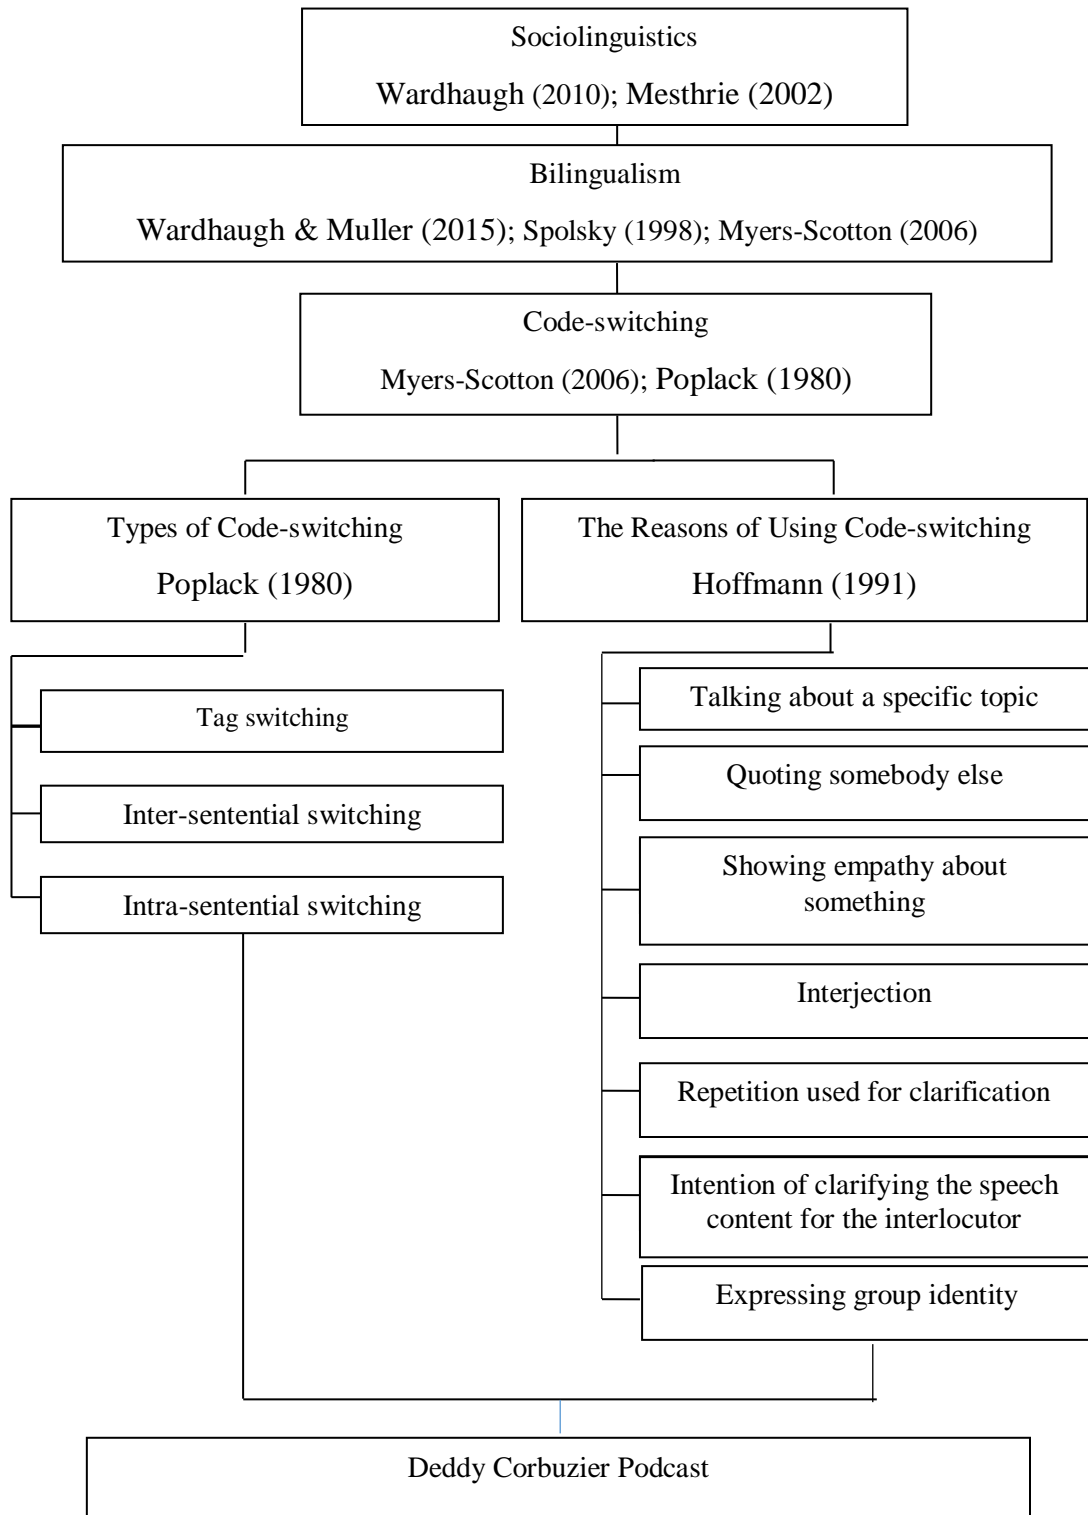 Sociolinguistics
Wardhaugh (2010); Mesthrie (2002)
Bilingualism
Wardhaugh & Muller (2015); Spolsky (1998); Myers-Scotton (2006)
Code-switching
Myers-Scotton (2006); Poplack (1980)
Types of Code-switching
Poplack (1980)
The Reasons of Using Code-switching
Hoffmann (1991)
Tag switching
Inter-sentential switching
Intra-sentential switching
Talking about a specific topic
Quoting somebody else
Showing empathy about
something
Interjection
Repetition used for clarification
Intention of clarifying the speech
content for the interlocutor
Expressing group identity
Deddy Corbuzier Podcast